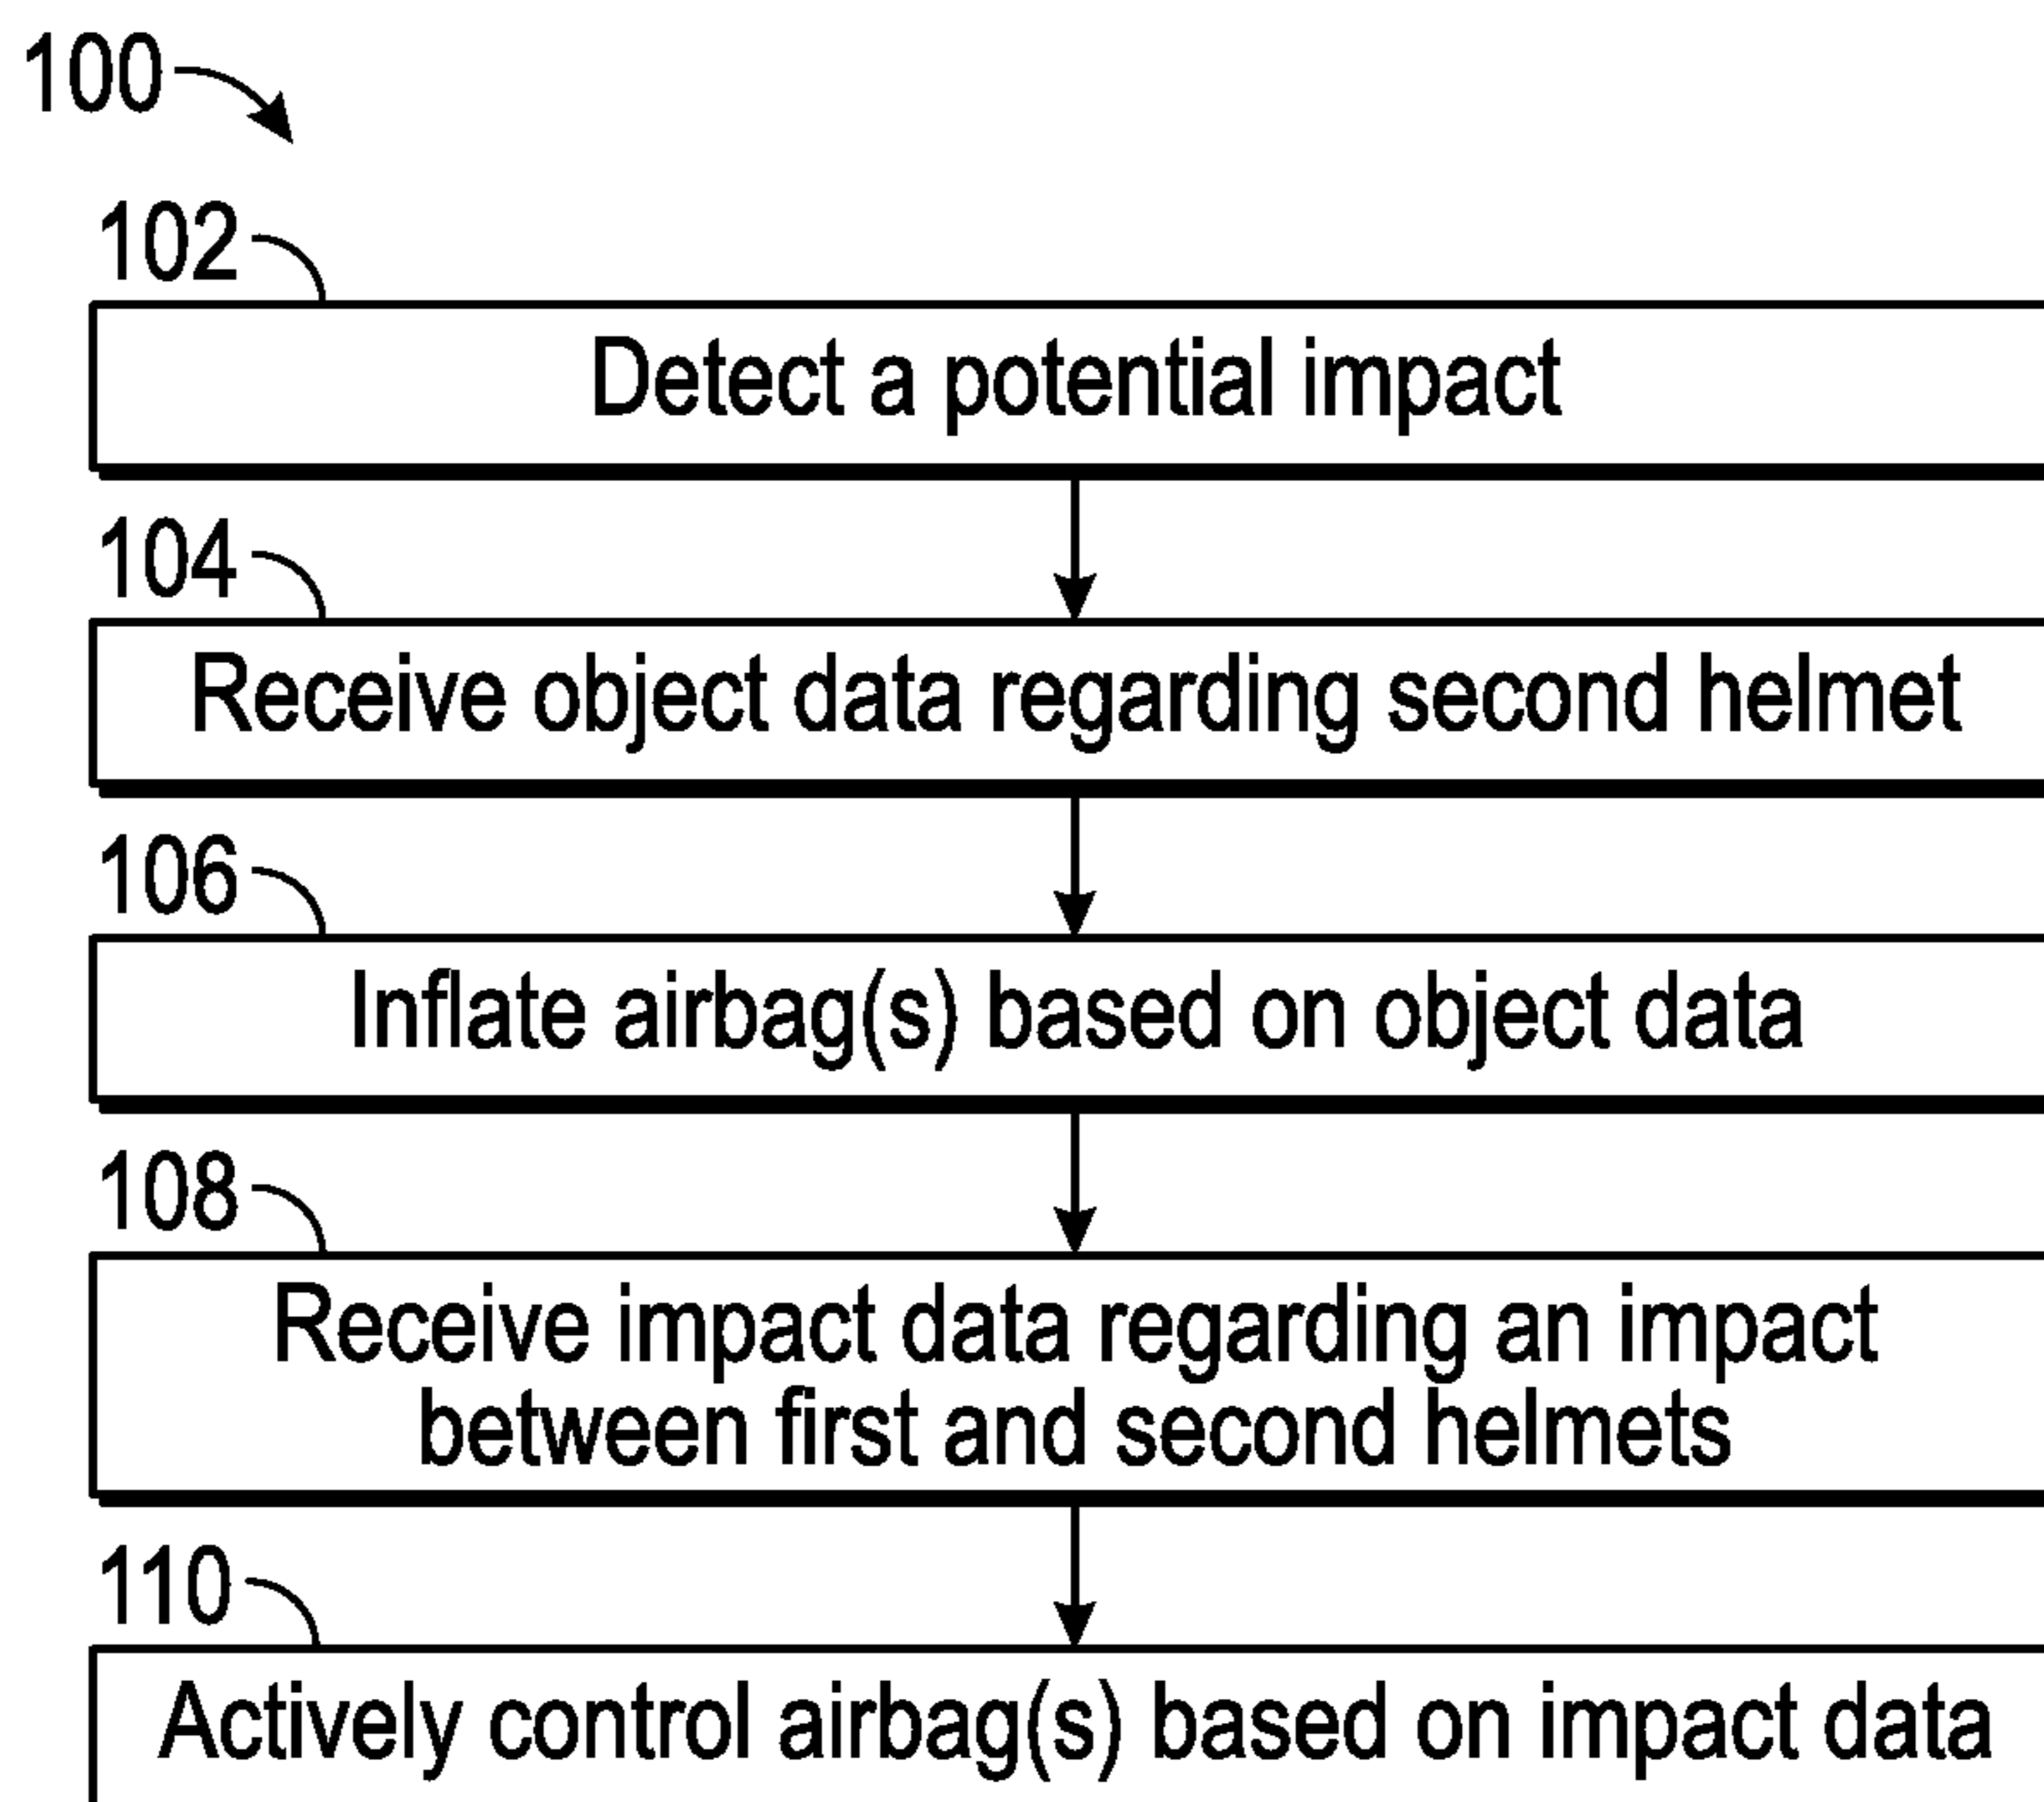 100
102
Detect a potential impact
104
Receive object data regarding second helmet
106
Inflate airbag(s) based on object data
108
Receive impact data regarding an impact
between first and second helmets
110
Actively control airbag(s) based on impact data